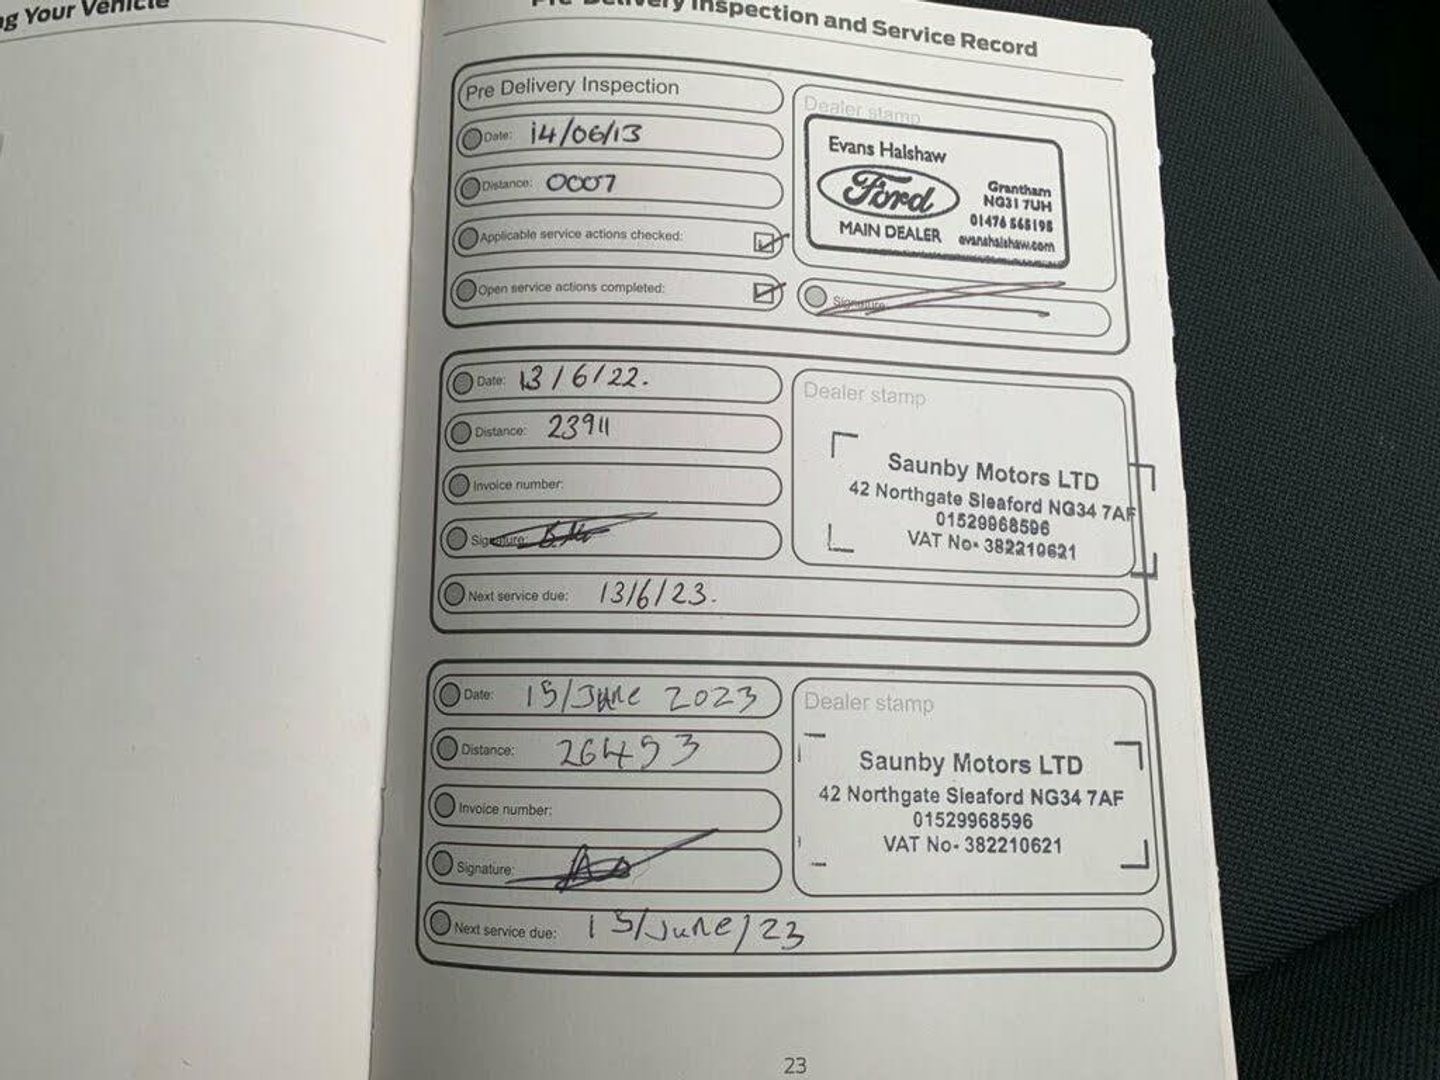 ng Your Vehicle
Pre-Delivery Inspection and Service Record
Pre Delivery Inspection
Date: 14/06/13
Distance: 0007
Applicable service actions checked:
Open service actions completed:
Dealer stamp
Evans Halshaw
Ford
MAIN DEALER
Grantham
NG31 7UH
01476 565195
evanshalshaw.com
Signature
Date: 13/6/22.
Distance: 23911
Invoice number:
Signature:
Next service due: 13/6/23.
Dealer stamp
Saunby Motors LTD
42 Northgate Sleaford NG34 7AF
01529968596
VAT No- 382210621
Date: 15/June 2023
Distance: 26453
Invoice number:
Signature:
Next service due: 15/June/23
Dealer stamp
Saunby Motors LTD
42 Northgate Sleaford NG34 7AF
01529968596
VAT No- 382210621
23